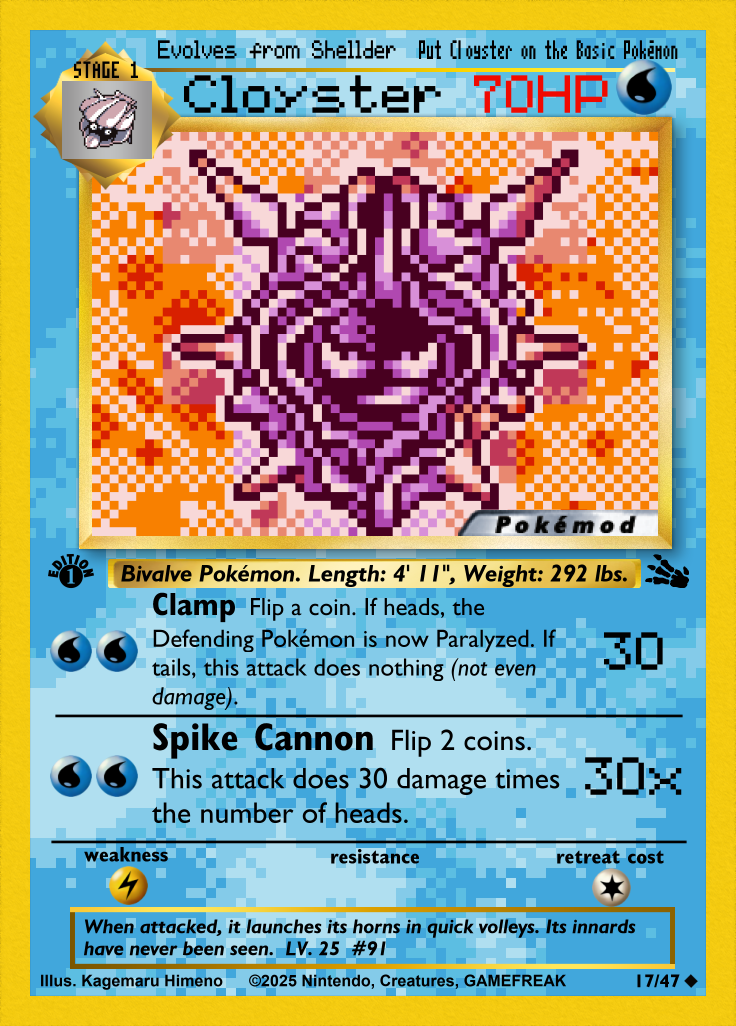 Evolves from Shellder Put Cloyster on the Basic Pokémon
STAGE 1
Cloyster 70HP
Pokémod
EDITION
1
Bivalve Pokémon. Length: 4' 11", Weight: 292 lbs.
Clamp Flip a coin. If heads, the
Defending Pokémon is now Paralyzed. If
tails, this attack does nothing (not even
damage).
30
Spike Cannon Flip 2 coins.
This attack does 30 damage times
the number of heads.
30x
weakness resistance retreat cost
When attacked, it launches its horns in quick volleys. Its innards
have never been seen. LV. 25 #91
Illus. Kagemaru Himeno ©2025 Nintendo, Creatures, GAMEFREAK 17/47